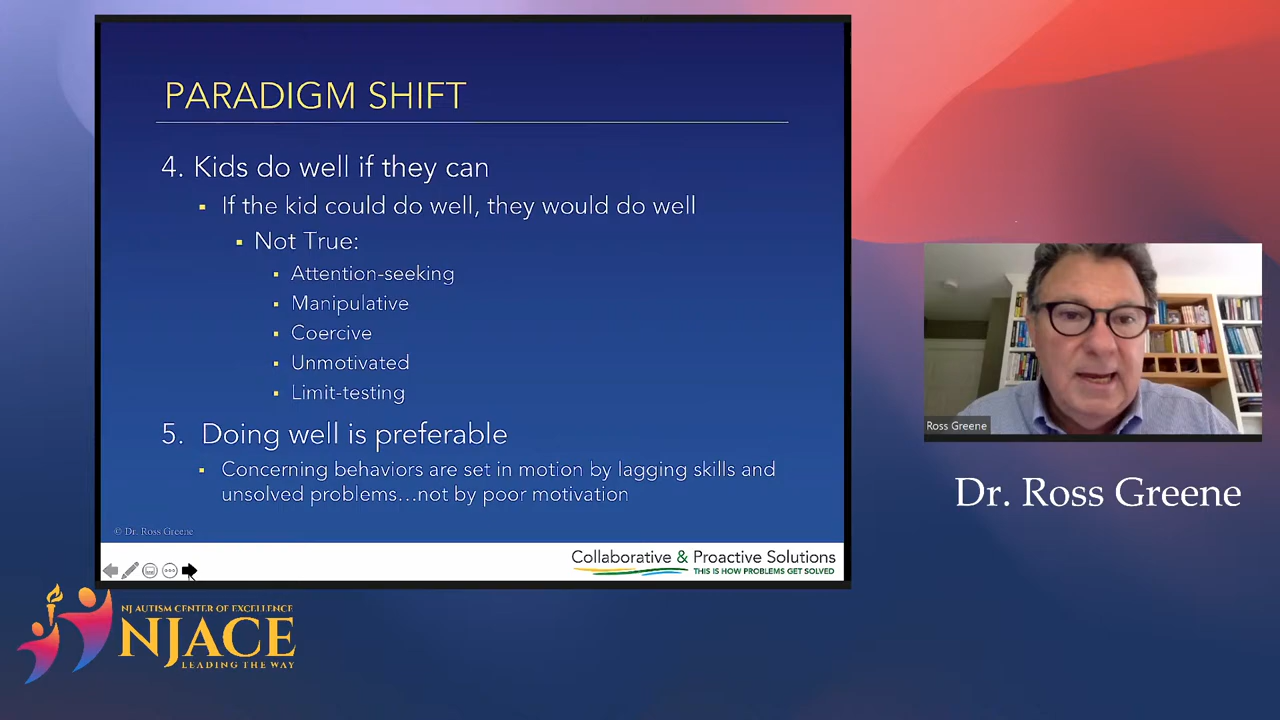 PARADIGM SHIFT
4. Kids do well if they can
▪ If the kid could do well, they would do well
▪ Not True:
▪ Attention-seeking
▪ Manipulative
▪ Coercive
▪ Unmotivated
▪ Limit-testing
5. Doing well is preferable
▪ Concerning behaviors are set in motion by lagging skills and
unsolved problems...not by poor motivation
© Dr. Ross Greene
Collaborative & Proactive Solutions
THIS IS HOW PROBLEMS GET SOLVED
Ross Greene
Dr. Ross Greene
NJ AUTISM CENTER OF EXCELLENCE
NJACE
LEADING THE WAY